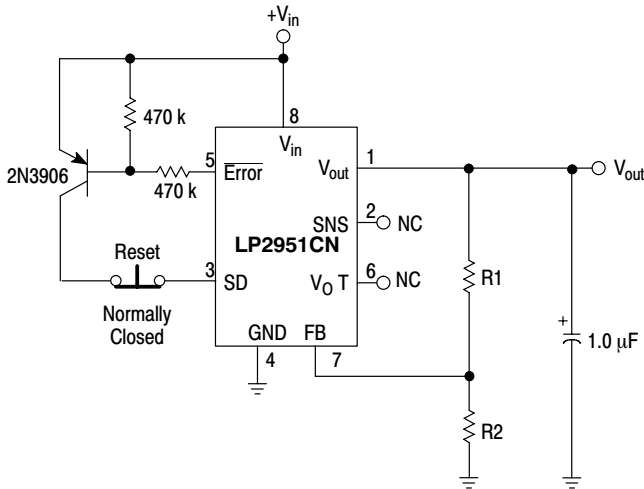 +Vin
470 k
8
Vin
2N3906
470 k
5
Error
Vout
1
Vout
SNS
2
NC
LP2951CN
Reset
3
SD
VO T
6
NC
R1
Normally
Closed
GND
FB
4
7
+
1.0 µF
R2